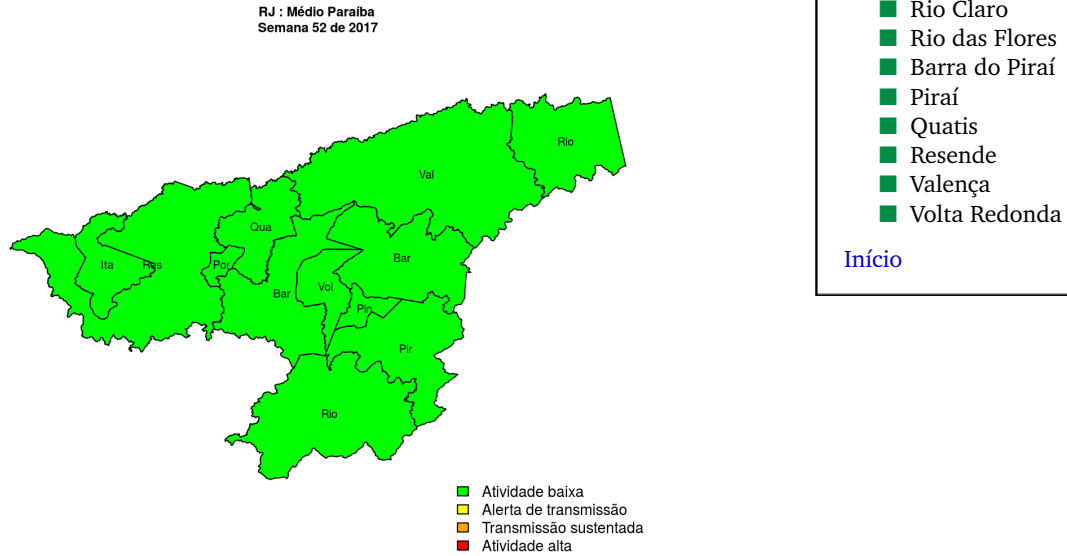 RJ : Médio Paraíba
Semana 52 de 2017
Rio
Val
Qua
Ita
Res
Por
Bar
Bar
Vol
Pin
Pir
Rio
Atividade baixa
Alerta de transmissão
Transmissão sustentada
Atividade alta
Rio Claro
Rio das Flores
Barra do Piraí
Piraí
Quatis
Resende
Valença
Volta Redonda
Início